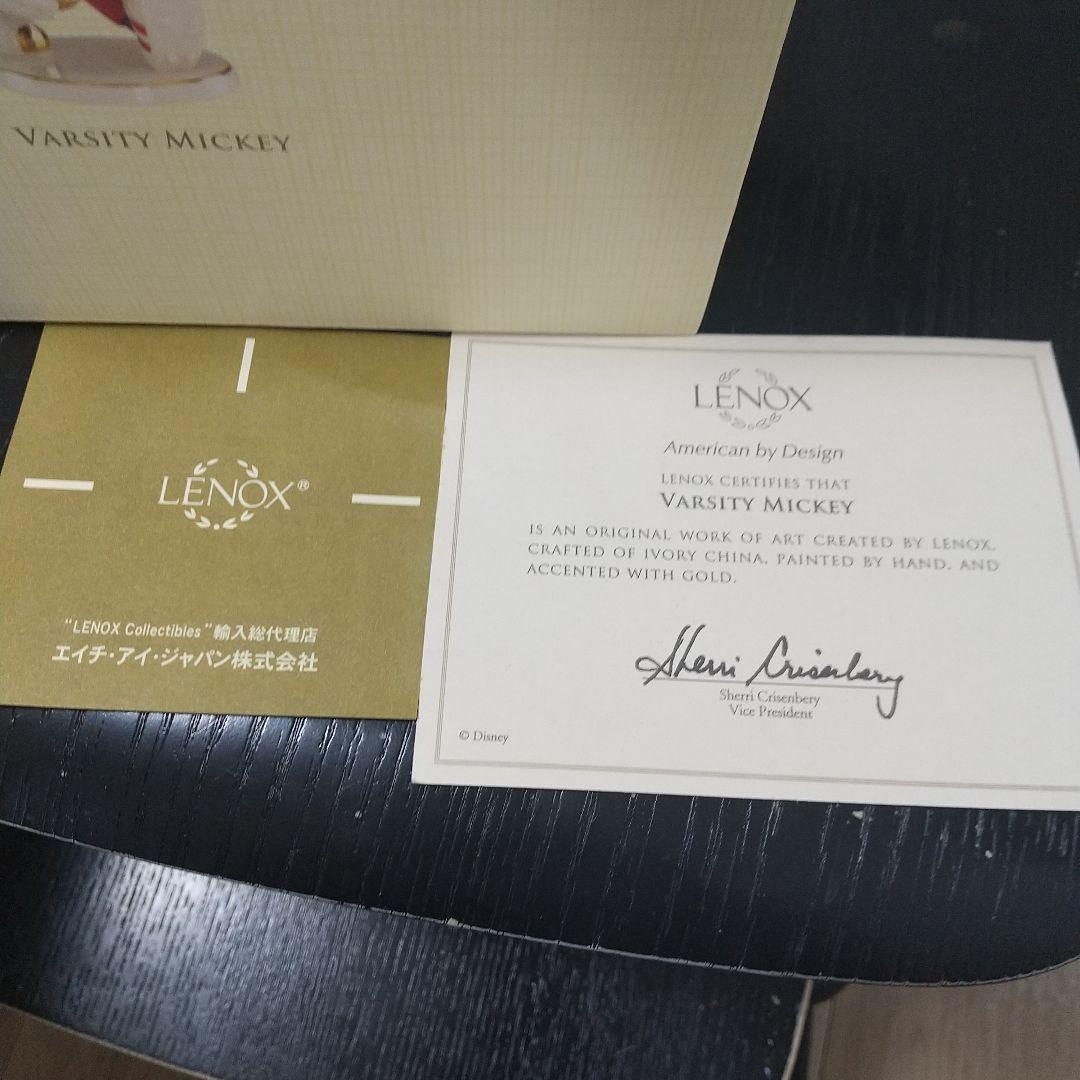 VARSITY MICKEY
LENOX®
"LENOX Collectibles"輸入総代理店
エイチ・アイ・ジャパン株式会社
LENOX
American by Design
LENOX CERTIFIES THAT
VARSITY MICKEY
IS AN ORIGINAL WORK OF ART CREATED BY LENOX,
CRAFTED OF IVORY CHINA, PAINTED BY HAND, AND
ACCENTED WITH GOLD.
Sherri Crisenbery
Sherri Crisenbery
Vice President
© Disney